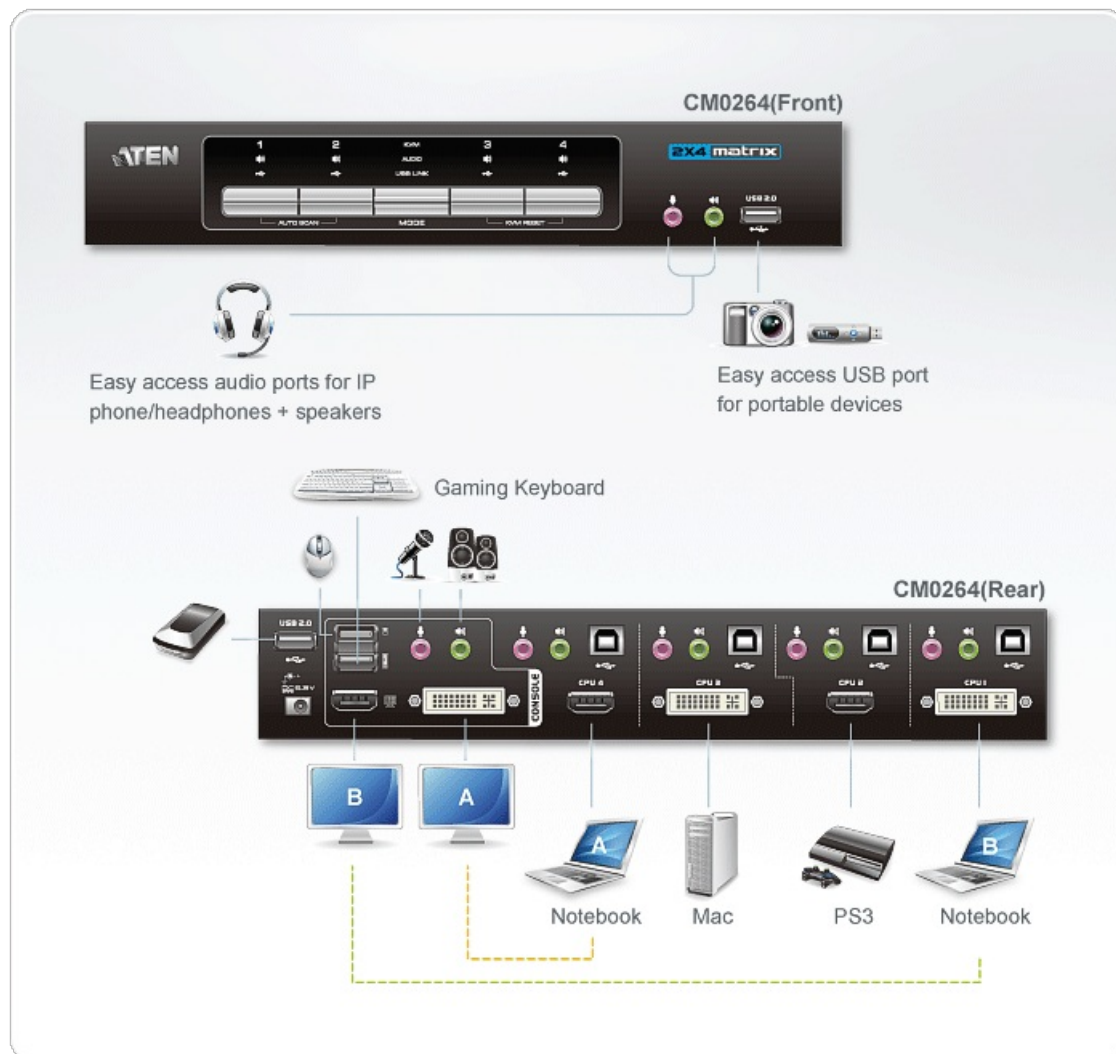 CM0264(Front)
ATEN
1 2 KVM 3 4
AUDIO
USB LINK
AUTO SCAN MODE KVM RESET
2X4 matrix
USB 2.0
Easy access audio ports for IP
phone/headphones + speakers
Easy access USB port
for portable devices
Gaming Keyboard
CM0264(Rear)
USB 2.0
CONSOLE
CPU 4 CPU 3 CPU 2 CPU 1
B A A B
Notebook Mac PS3 Notebook